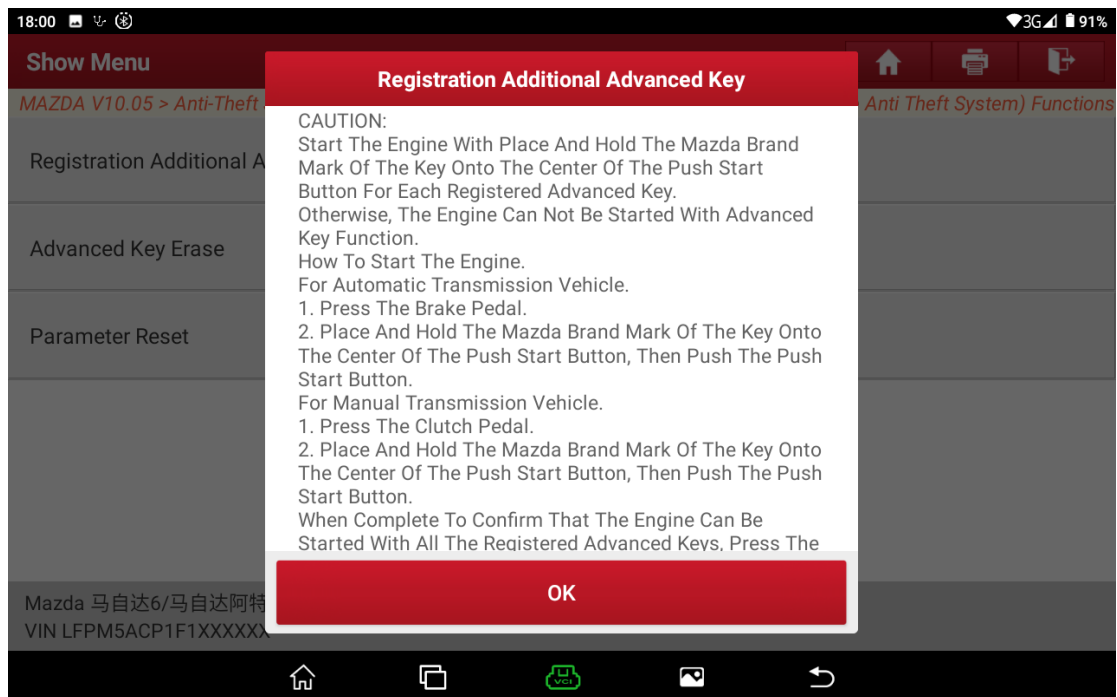 18:00
3G 91%
Show Menu
Registration Additional Advanced Key
MAZDA V10.05 > Anti-Theft
Anti Theft System) Functions
Registration Additional A
Advanced Key Erase
Parameter Reset
CAUTION:
Start The Engine With Place And Hold The Mazda Brand
Mark Of The Key Onto The Center Of The Push Start
Button For Each Registered Advanced Key.
Otherwise, The Engine Can Not Be Started With Advanced
Key Function.
How To Start The Engine.
For Automatic Transmission Vehicle.
1. Press The Brake Pedal.
2. Place And Hold The Mazda Brand Mark Of The Key Onto
The Center Of The Push Start Button, Then Push The Push
Start Button.
For Manual Transmission Vehicle.
1. Press The Clutch Pedal.
2. Place And Hold The Mazda Brand Mark Of The Key Onto
The Center Of The Push Start Button, Then Push The Push
Start Button.
When Complete To Confirm That The Engine Can Be
Started With All The Registered Advanced Keys, Press The
OK
Mazda 马自达6/马自达阿特
VIN LFPM5ACP1F1XXXXXX
VCI